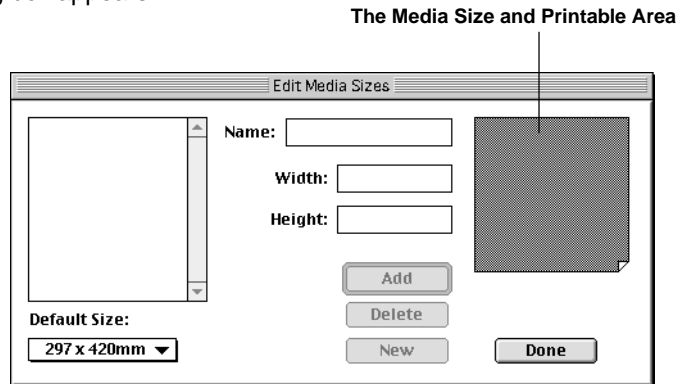 appears
The Media Size and Printable Area
Edit Media Sizes
Name:
Width:
Height:
Add
Delete
New
Default Size:
297 x 420mm
Done